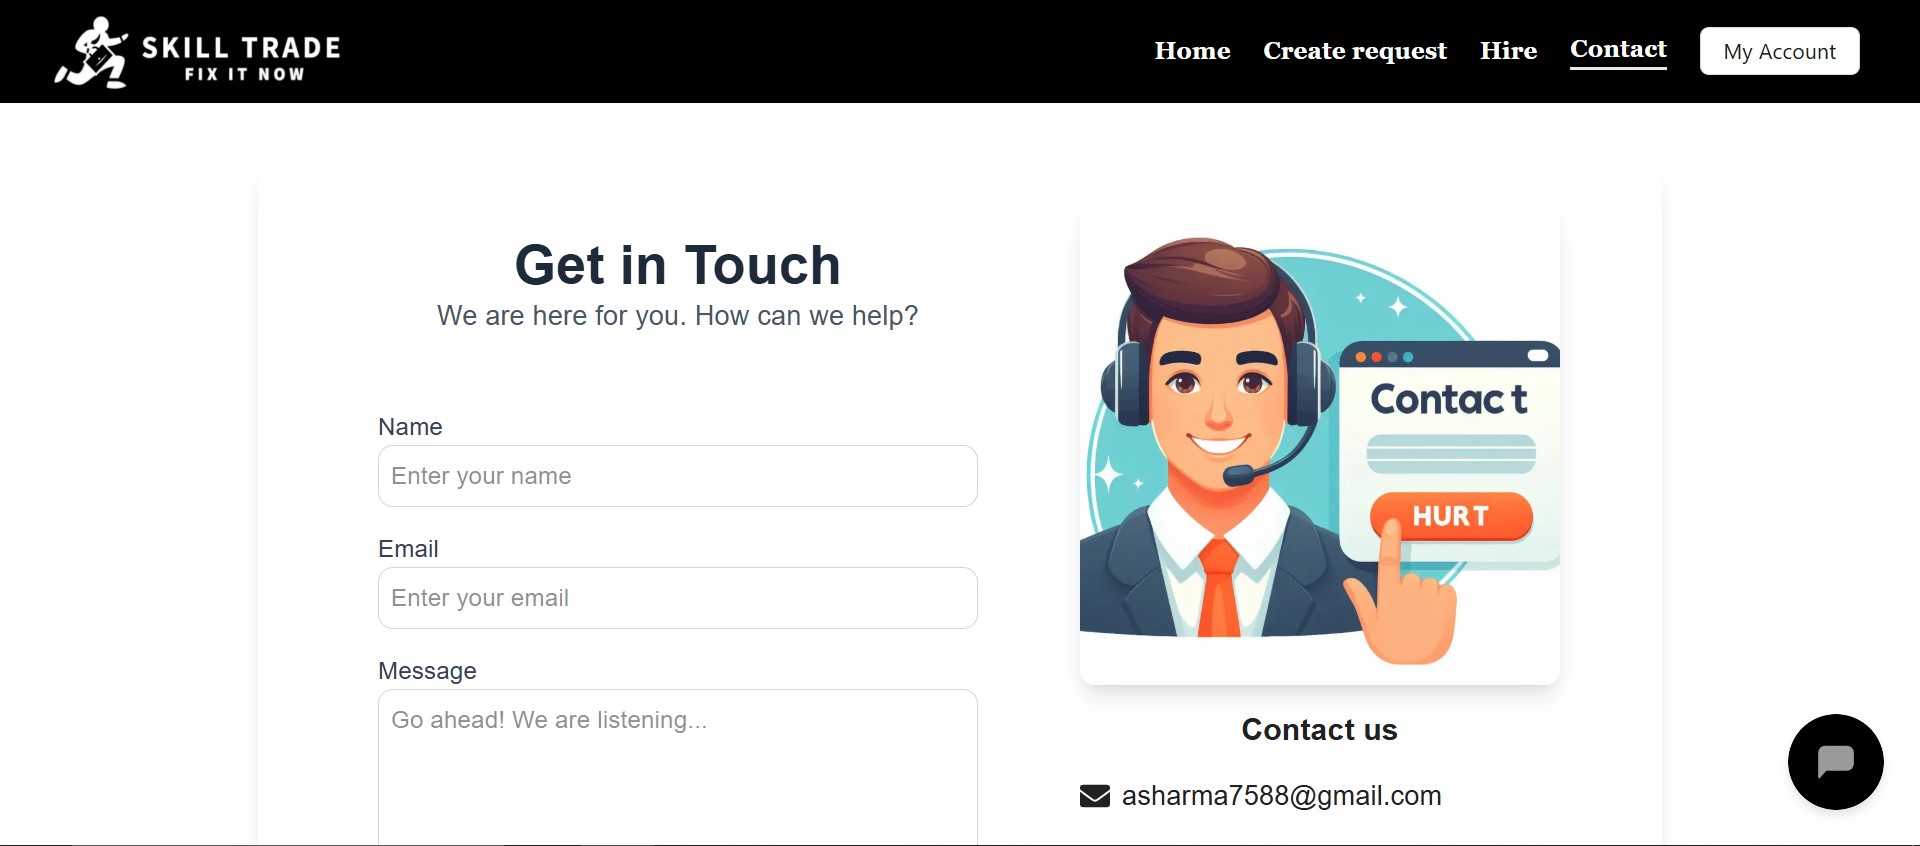 SKILL TRADE
FIX IT NOW
Home Create request Hire Contact My Account
Get in Touch
We are here for you. How can we help?
Name
Enter your name
Email
Enter your email
Message
Go ahead! We are listening...
Contact
HURT
Contact us
asharma7588@gmail.com